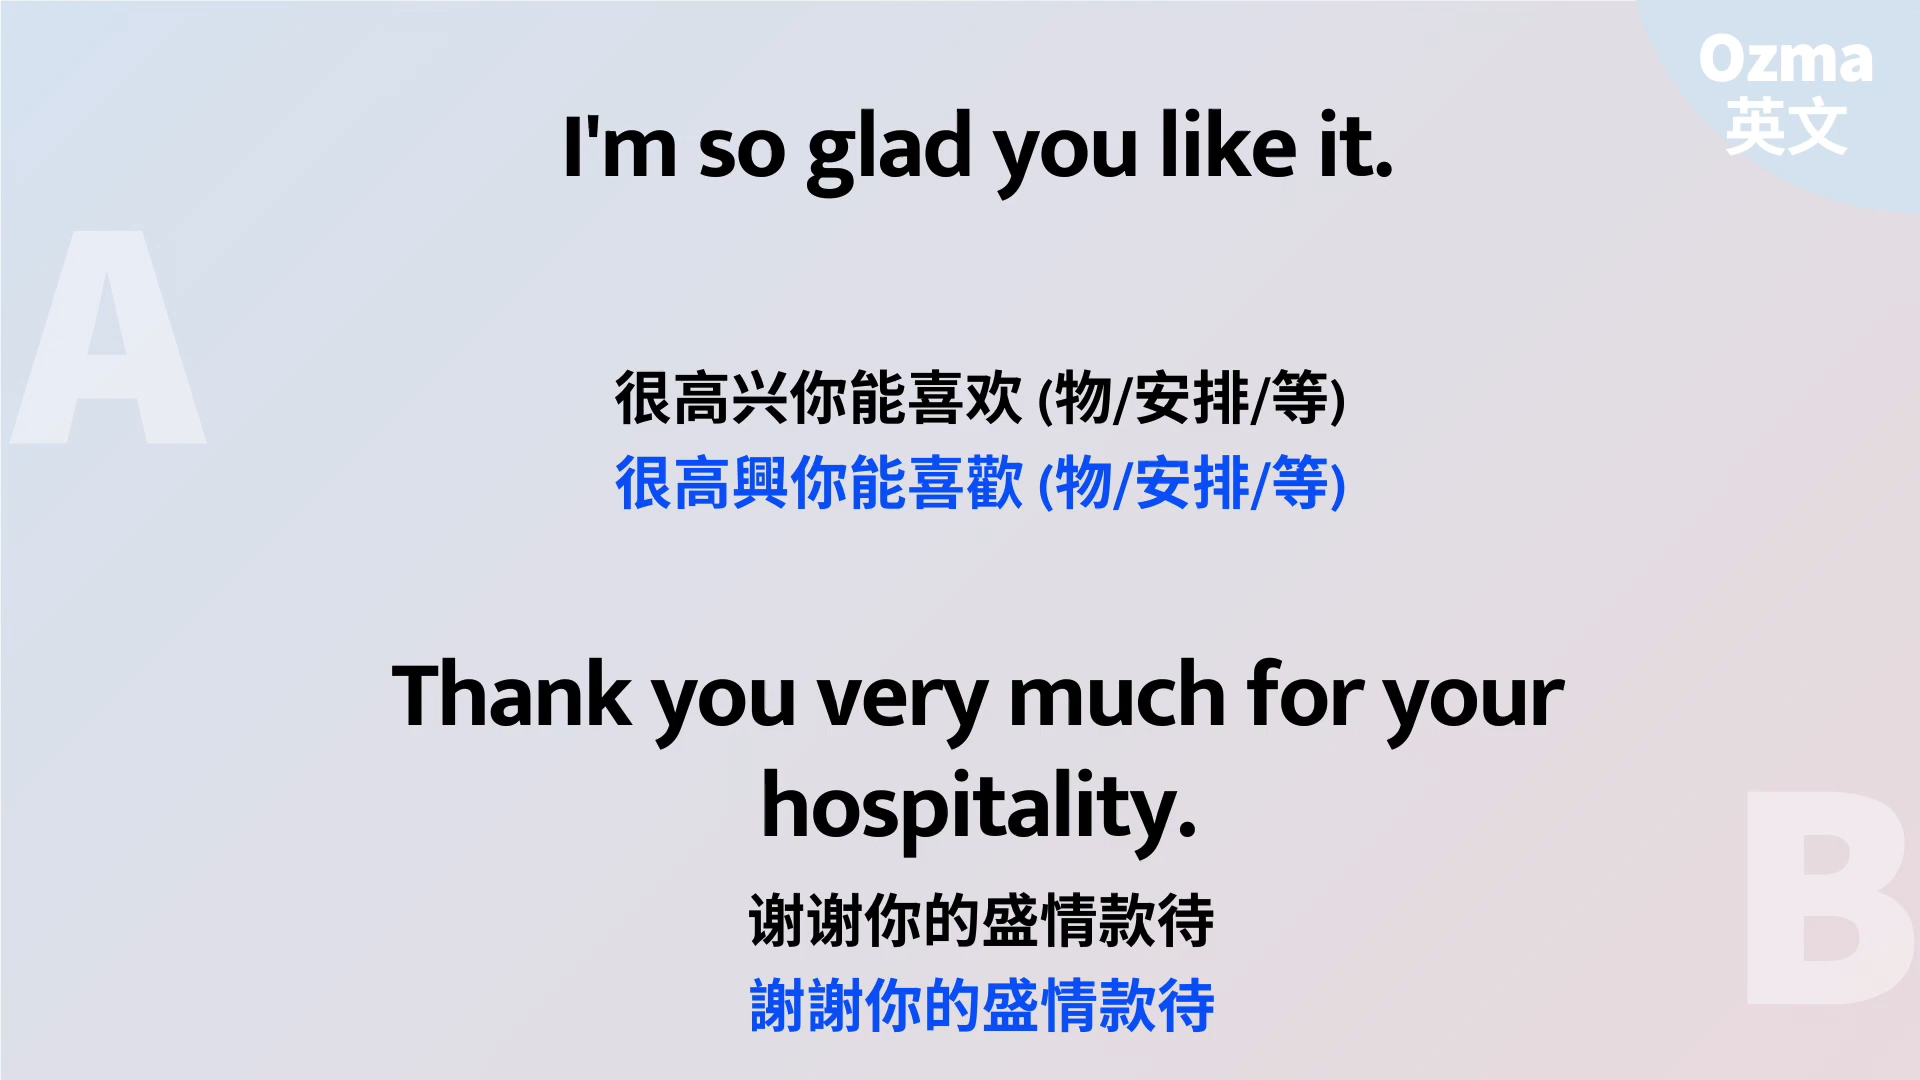 Ozma
英文
I'm so glad you like it.
A
很高兴你能喜欢 (物/安排/等)
很高興你能喜歡 (物/安排/等)
Thank you very much for your
hospitality.
B
谢谢你的盛情款待
謝謝你的盛情款待